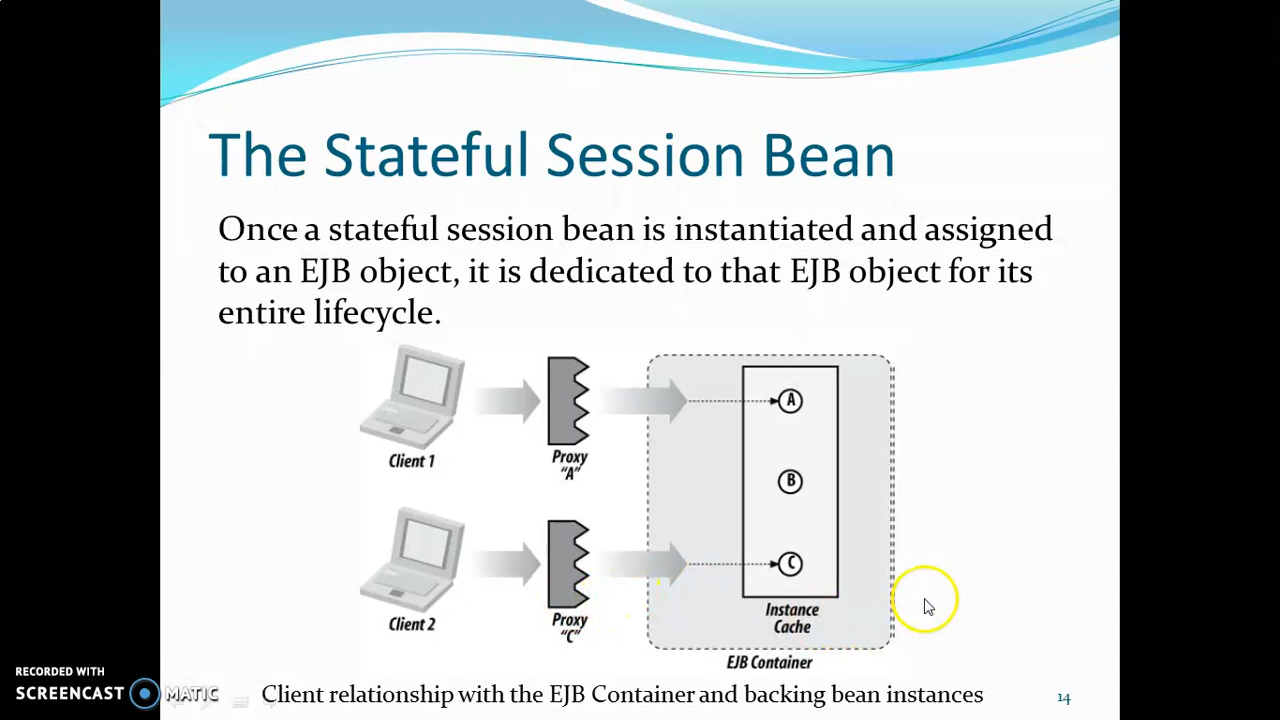 The Stateful Session Bean
Once a stateful session bean is instantiated and assigned
to an EJB object, it is dedicated to that EJB object for its
entire lifecycle.
Client 1
Proxy
“A”
A
B
Client 2
Proxy
“C”
C
Instance
Cache
EJB Container
Client relationship with the EJB Container and backing bean instances
14
RECORDED WITH
SCREENCAST MATIC